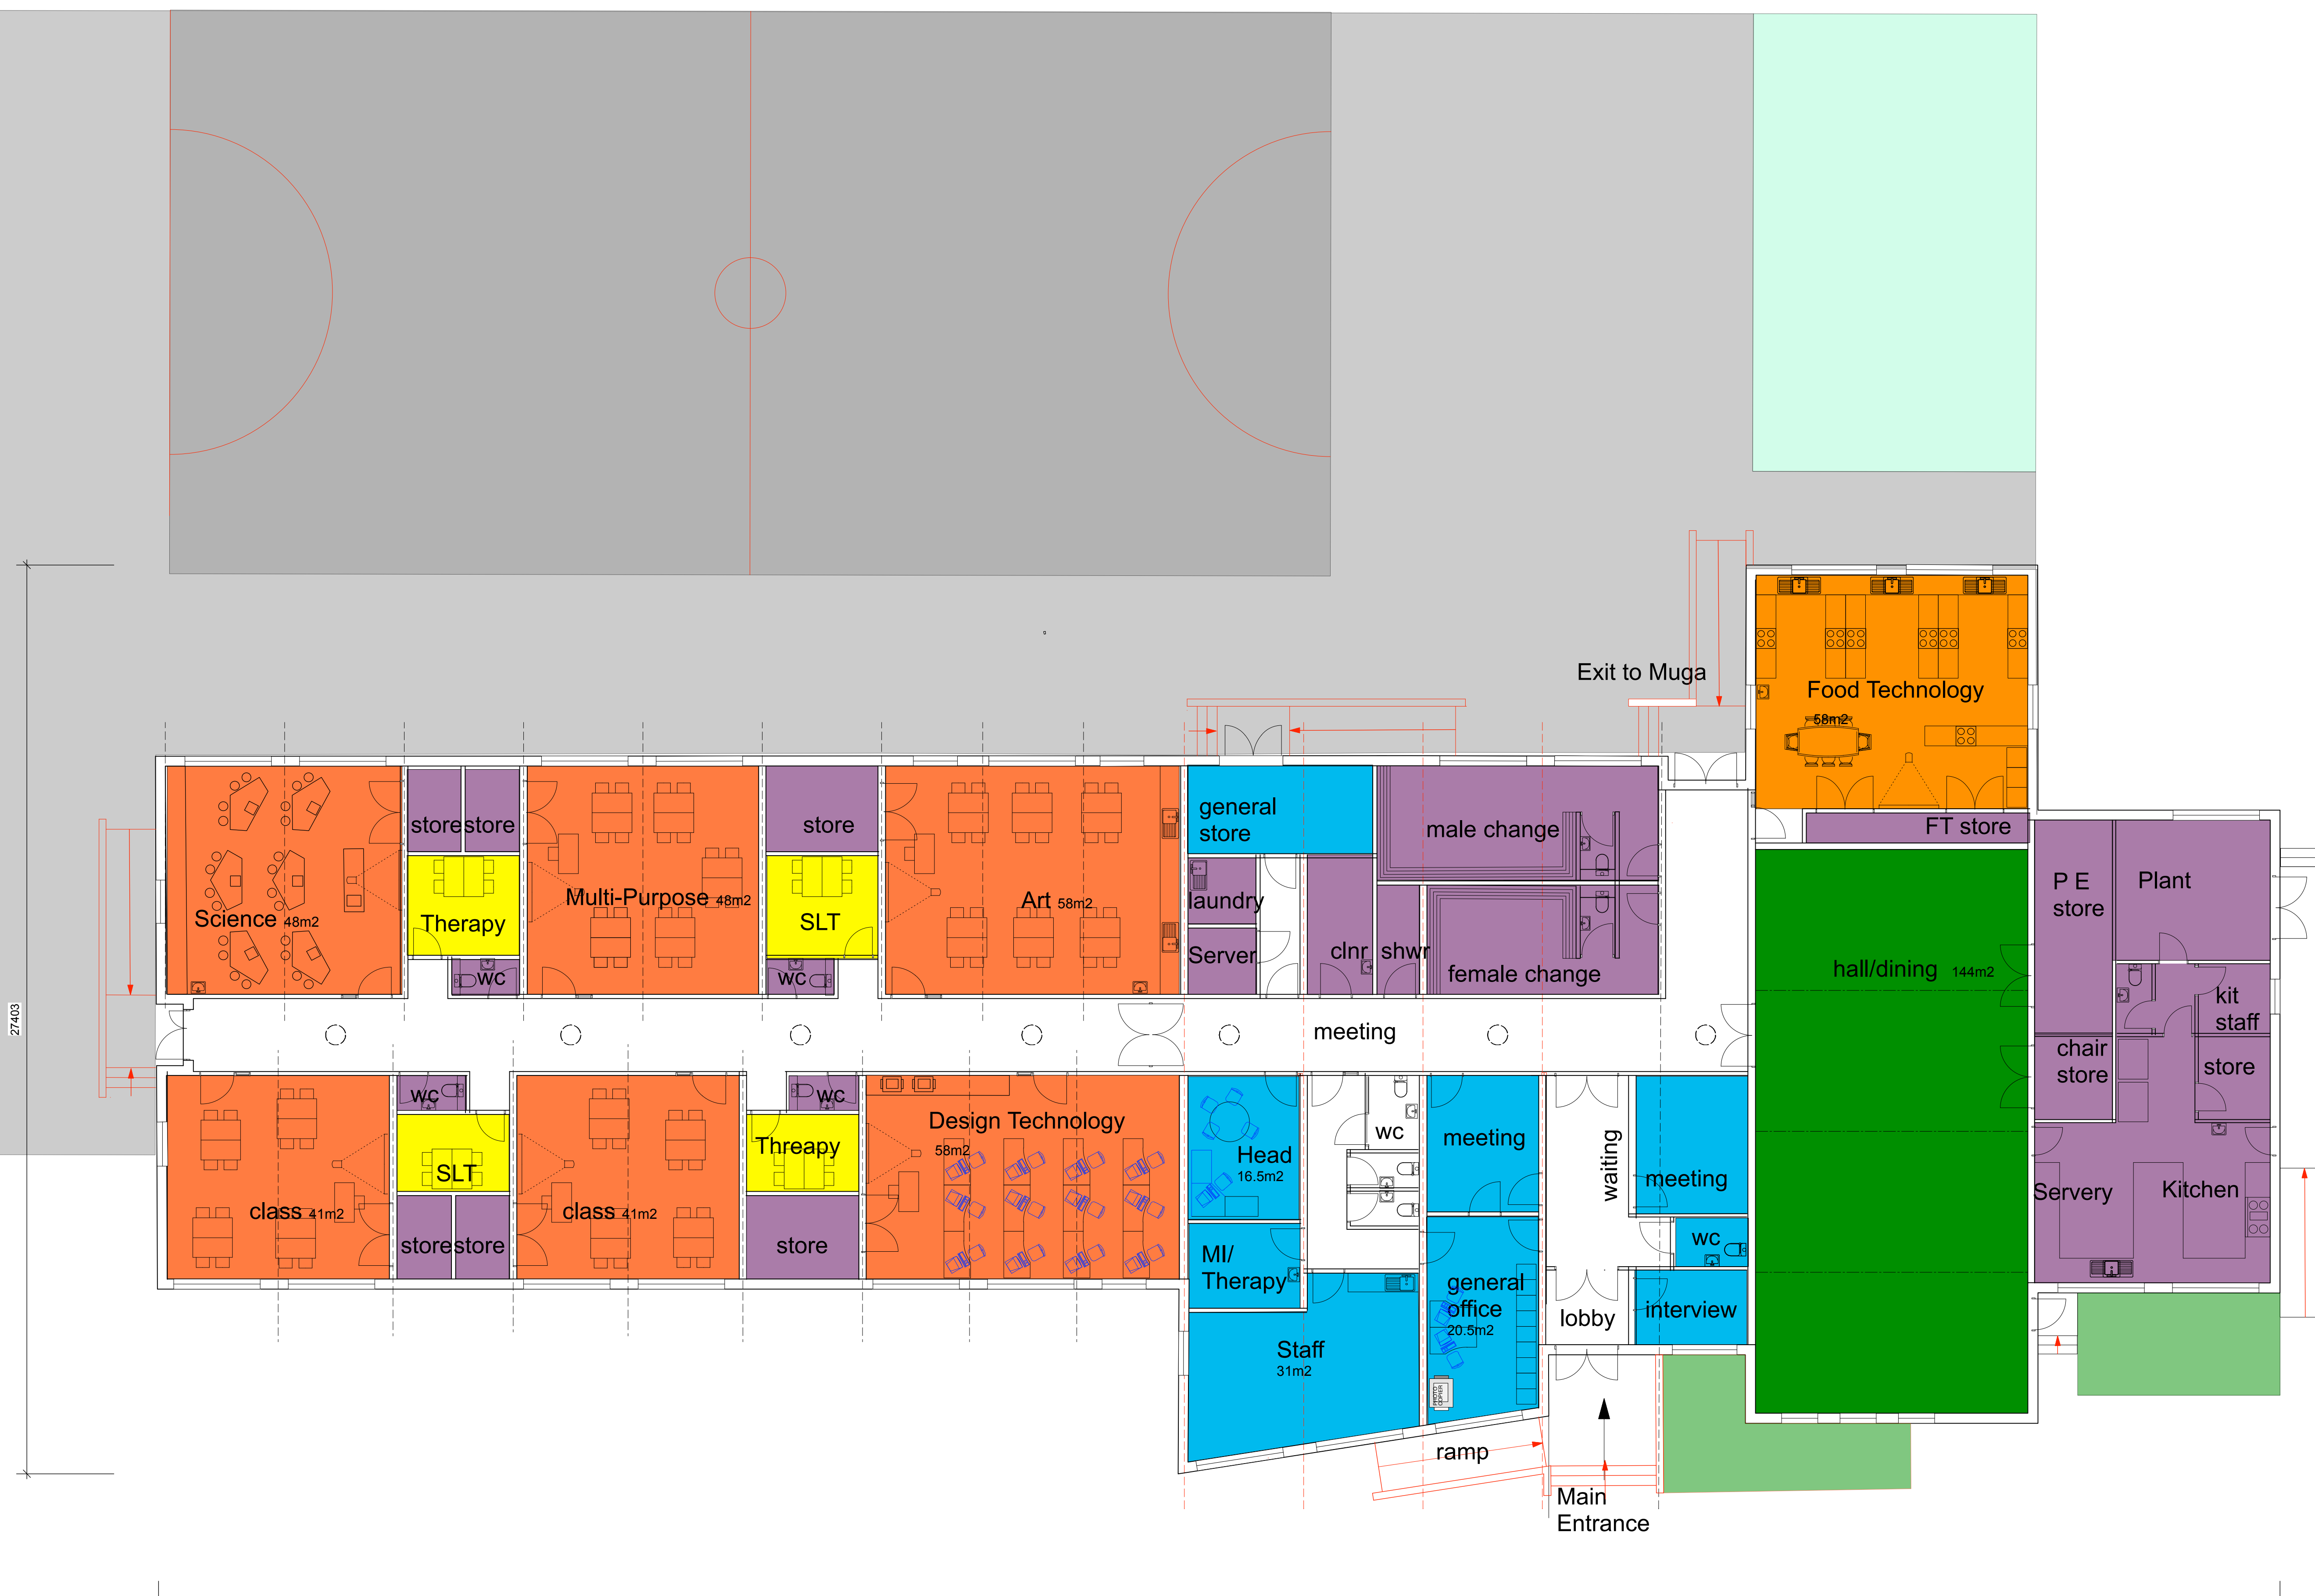 Exit to Muga
Food Technology
58m2
general
store
male change
FT store
store
store
store
Therapy
Multi-Purpose 48m2
SLT
Art 58m2
Science 48m2
laundry
Server
clnr
shwr
female change
P E
store
Plant
hall/dining 144m2
kit
staff
wc
wc
27403
meeting
chair
store
store
wc
wc
Design Technology
58m2
Threapy
SLT
Head
16.5m2
wc
meeting
waiting
meeting
Servery
Kitchen
class 41m2
class 41m2
store
store
store
MI/
Therapy
general
office
20.5m2
wc
interview
lobby
Staff
31m2
PHOTO
COPIER
ramp
Main
Entrance